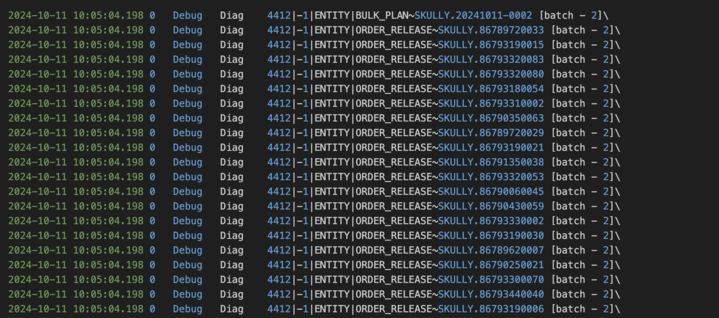 2024-10-11 10:05:04.198 0 Debug Diag 4412|-1|ENTITY|BULK_PLAN~SKULLY.20241011-0002 [batch - 2]\
2024-10-11 10:05:04.198 0 Debug Diag 4412|-1|ENTITY|ORDER_RELEASE~SKULLY.86789720033 [batch - 2]\
2024-10-11 10:05:04.198 0 Debug Diag 4412|-1|ENTITY|ORDER_RELEASE~SKULLY.86793190015 [batch - 2]\
2024-10-11 10:05:04.198 0 Debug Diag 4412|-1|ENTITY|ORDER_RELEASE~SKULLY.86793320083 [batch - 2]\
2024-10-11 10:05:04.198 0 Debug Diag 4412|-1|ENTITY|ORDER_RELEASE~SKULLY.86793320080 [batch - 2]\
2024-10-11 10:05:04.198 0 Debug Diag 4412|-1|ENTITY|ORDER_RELEASE~SKULLY.86793180054 [batch - 2]\
2024-10-11 10:05:04.198 0 Debug Diag 4412|-1|ENTITY|ORDER_RELEASE~SKULLY.86793310002 [batch - 2]\
2024-10-11 10:05:04.198 0 Debug Diag 4412|-1|ENTITY|ORDER_RELEASE~SKULLY.86790350063 [batch - 2]\
2024-10-11 10:05:04.198 0 Debug Diag 4412|-1|ENTITY|ORDER_RELEASE~SKULLY.86789720029 [batch - 2]\
2024-10-11 10:05:04.198 0 Debug Diag 4412|-1|ENTITY|ORDER_RELEASE~SKULLY.86793190021 [batch - 2]\
2024-10-11 10:05:04.198 0 Debug Diag 4412|-1|ENTITY|ORDER_RELEASE~SKULLY.86791350038 [batch - 2]\
2024-10-11 10:05:04.198 0 Debug Diag 4412|-1|ENTITY|ORDER_RELEASE~SKULLY.86793320053 [batch - 2]\
2024-10-11 10:05:04.198 0 Debug Diag 4412|-1|ENTITY|ORDER_RELEASE~SKULLY.86790060045 [batch - 2]\
2024-10-11 10:05:04.198 0 Debug Diag 4412|-1|ENTITY|ORDER_RELEASE~SKULLY.86790430059 [batch - 2]\
2024-10-11 10:05:04.198 0 Debug Diag 4412|-1|ENTITY|ORDER_RELEASE~SKULLY.86793330002 [batch - 2]\
2024-10-11 10:05:04.198 0 Debug Diag 4412|-1|ENTITY|ORDER_RELEASE~SKULLY.86793190030 [batch - 2]\
2024-10-11 10:05:04.198 0 Debug Diag 4412|-1|ENTITY|ORDER_RELEASE~SKULLY.86789620007 [batch - 2]\
2024-10-11 10:05:04.198 0 Debug Diag 4412|-1|ENTITY|ORDER_RELEASE~SKULLY.86790250021 [batch - 2]\
2024-10-11 10:05:04.198 0 Debug Diag 4412|-1|ENTITY|ORDER_RELEASE~SKULLY.86793300070 [batch - 2]\
2024-10-11 10:05:04.198 0 Debug Diag 4412|-1|ENTITY|ORDER_RELEASE~SKULLY.86793440040 [batch - 2]\
2024-10-11 10:05:04.198 0 Debug Diag 4412|-1|ENTITY|ORDER_RELEASE~SKULLY.86793190006 [batch - 2]\